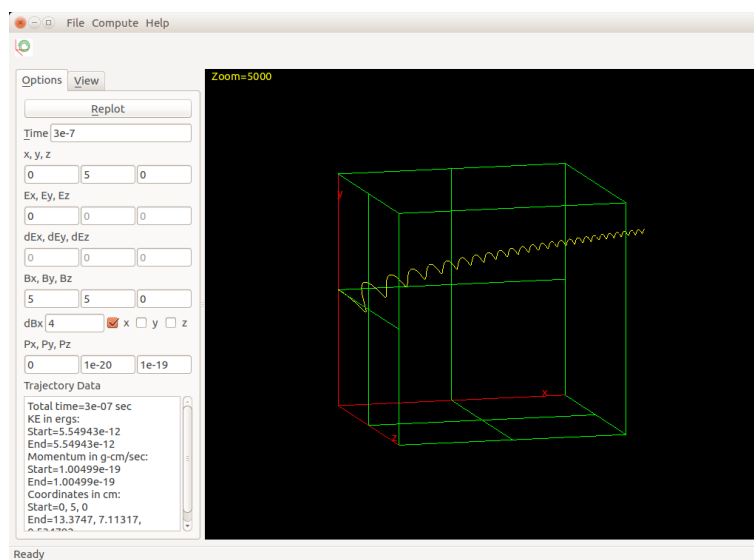 File Compute Help
Options View
Zoom=5000
Replot
Time 3e-7
x, y, z
0 5 0
Ex, Ey, Ez
0 0 0
dEx, dEy, dEz
0 0 0
Bx, By, Bz
5 5 0
dBx 4 x y z
Px, Py, Pz
0 1e-20 1e-19
Trajectory Data
Total time=3e-07 sec
KE in ergs:
Start=5.54943e-12
End=5.54943e-12
Momentum in g-cm/sec:
Start=1.00499e-19
End=1.00499e-19
Coordinates in cm:
Start=0, 5, 0
End=13.3747, 7.11317,
y
x
z
Ready